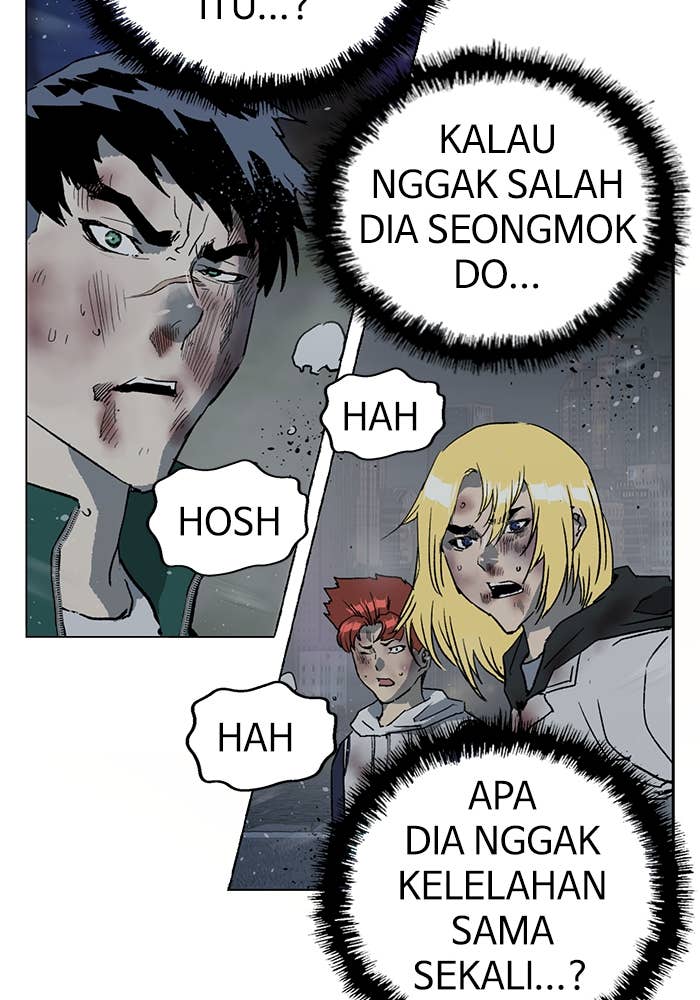 ITU...?
KALAU
NGGAK SALAH
DIA SEONGMOK
DO...
HAH
HOSH
HAH
APA
DIA NGGAK
KELELAHAN
SAMA
SEKALI...?